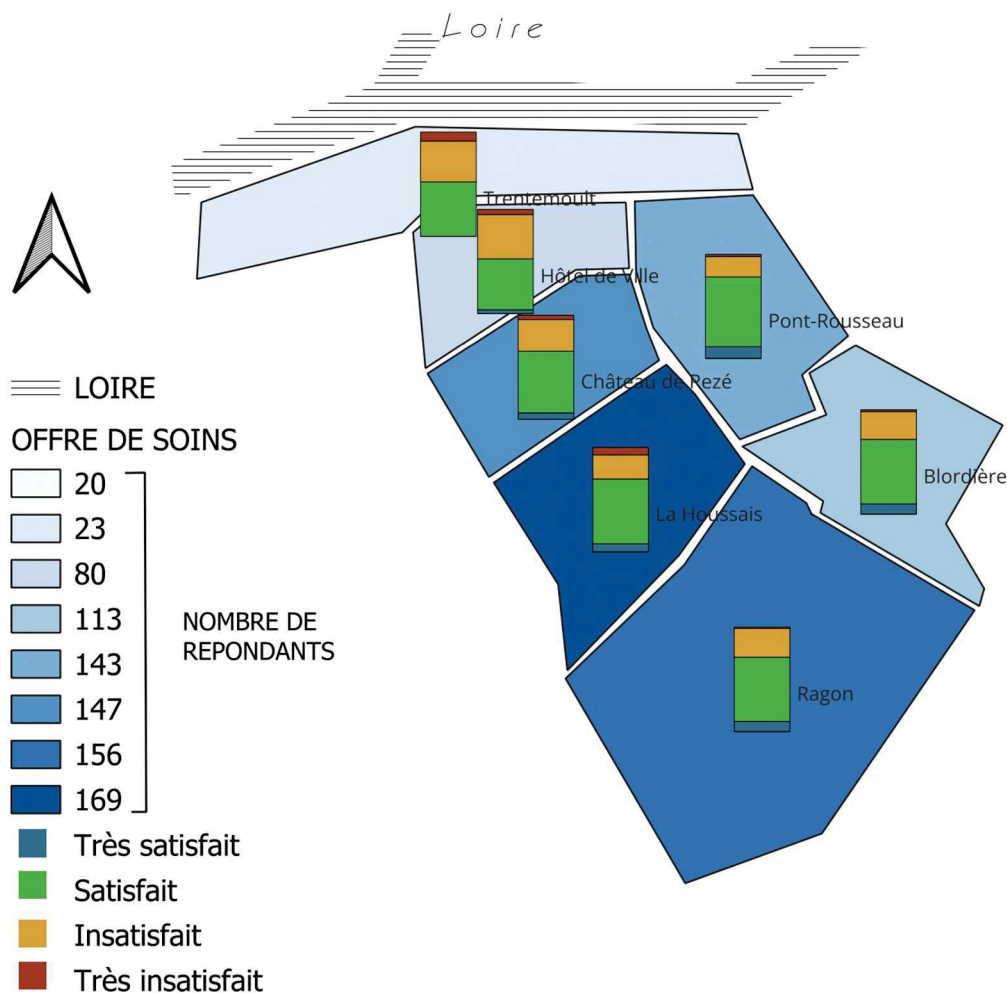 Loire
Trentemoult
Hôtel de Ville
Pont-Rousseau
Château de Rezé
Blordière
La Houssais
Ragon
LOIRE
OFFRE DE SOINS
20
23
80
113
143
147
156
169
NOMBRE DE
REPONDANTS
Très satisfait
Satisfait
Insatisfait
Très insatisfait